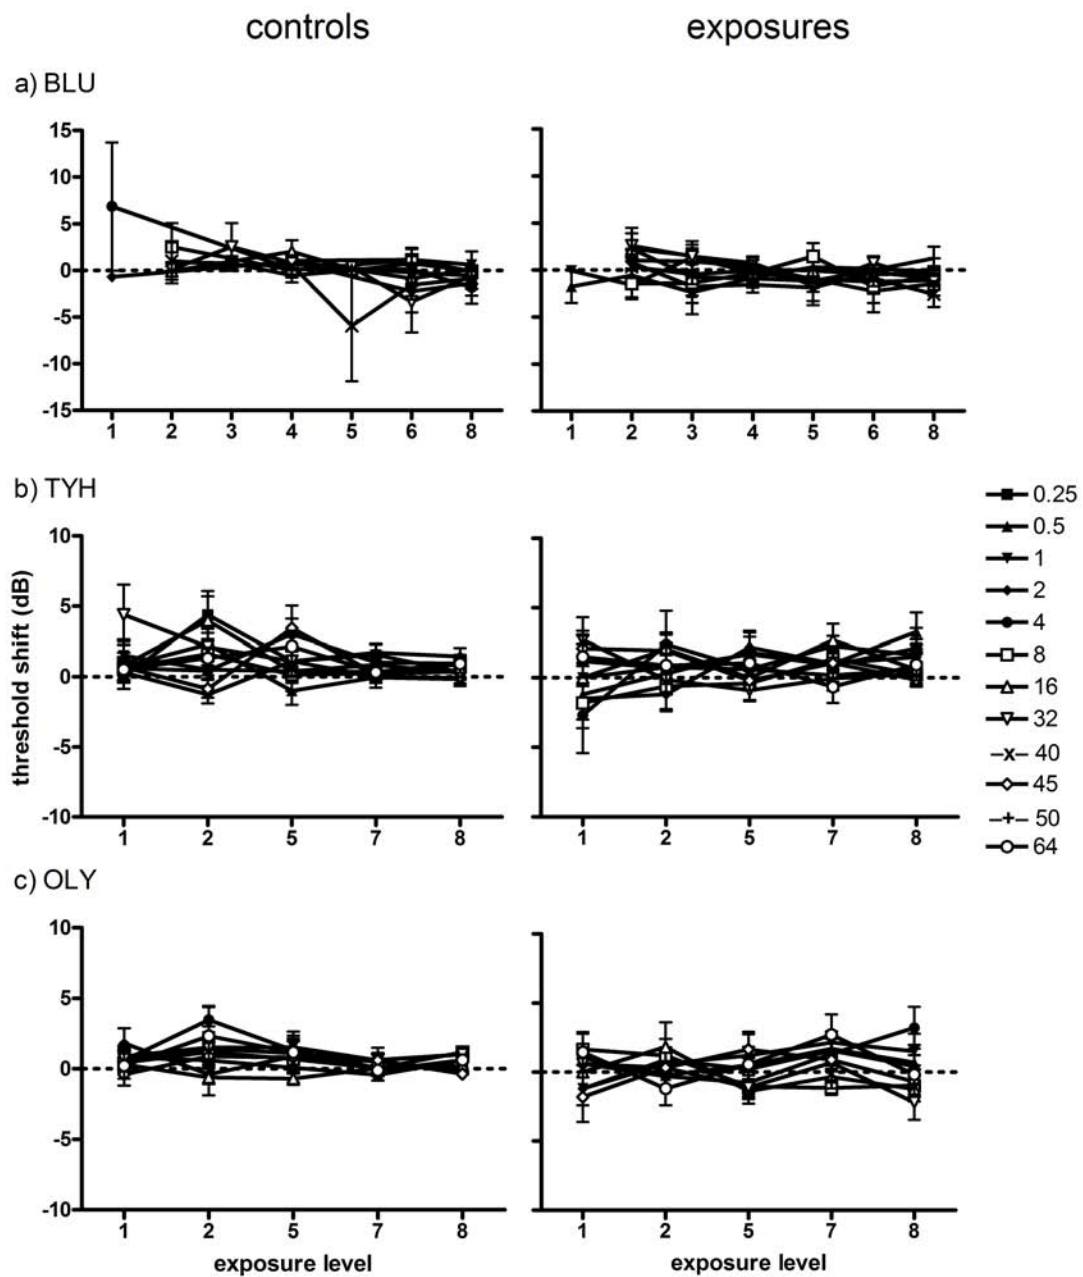 controls exposures
a) BLU
15
10
5
0
-5
-10
-15
1 2 3 4 5 6 8
1 2 3 4 5 6 8
b) TYH
10
5
0
-5
-10
threshold shift (dB)
1 2 5 7 8
1 2 5 7 8
0.25
0.5
1
2
4
8
16
32
40
45
50
64
c) OLY
10
5
0
-5
-10
1 2 5 7 8
1 2 5 7 8
exposure level exposure level